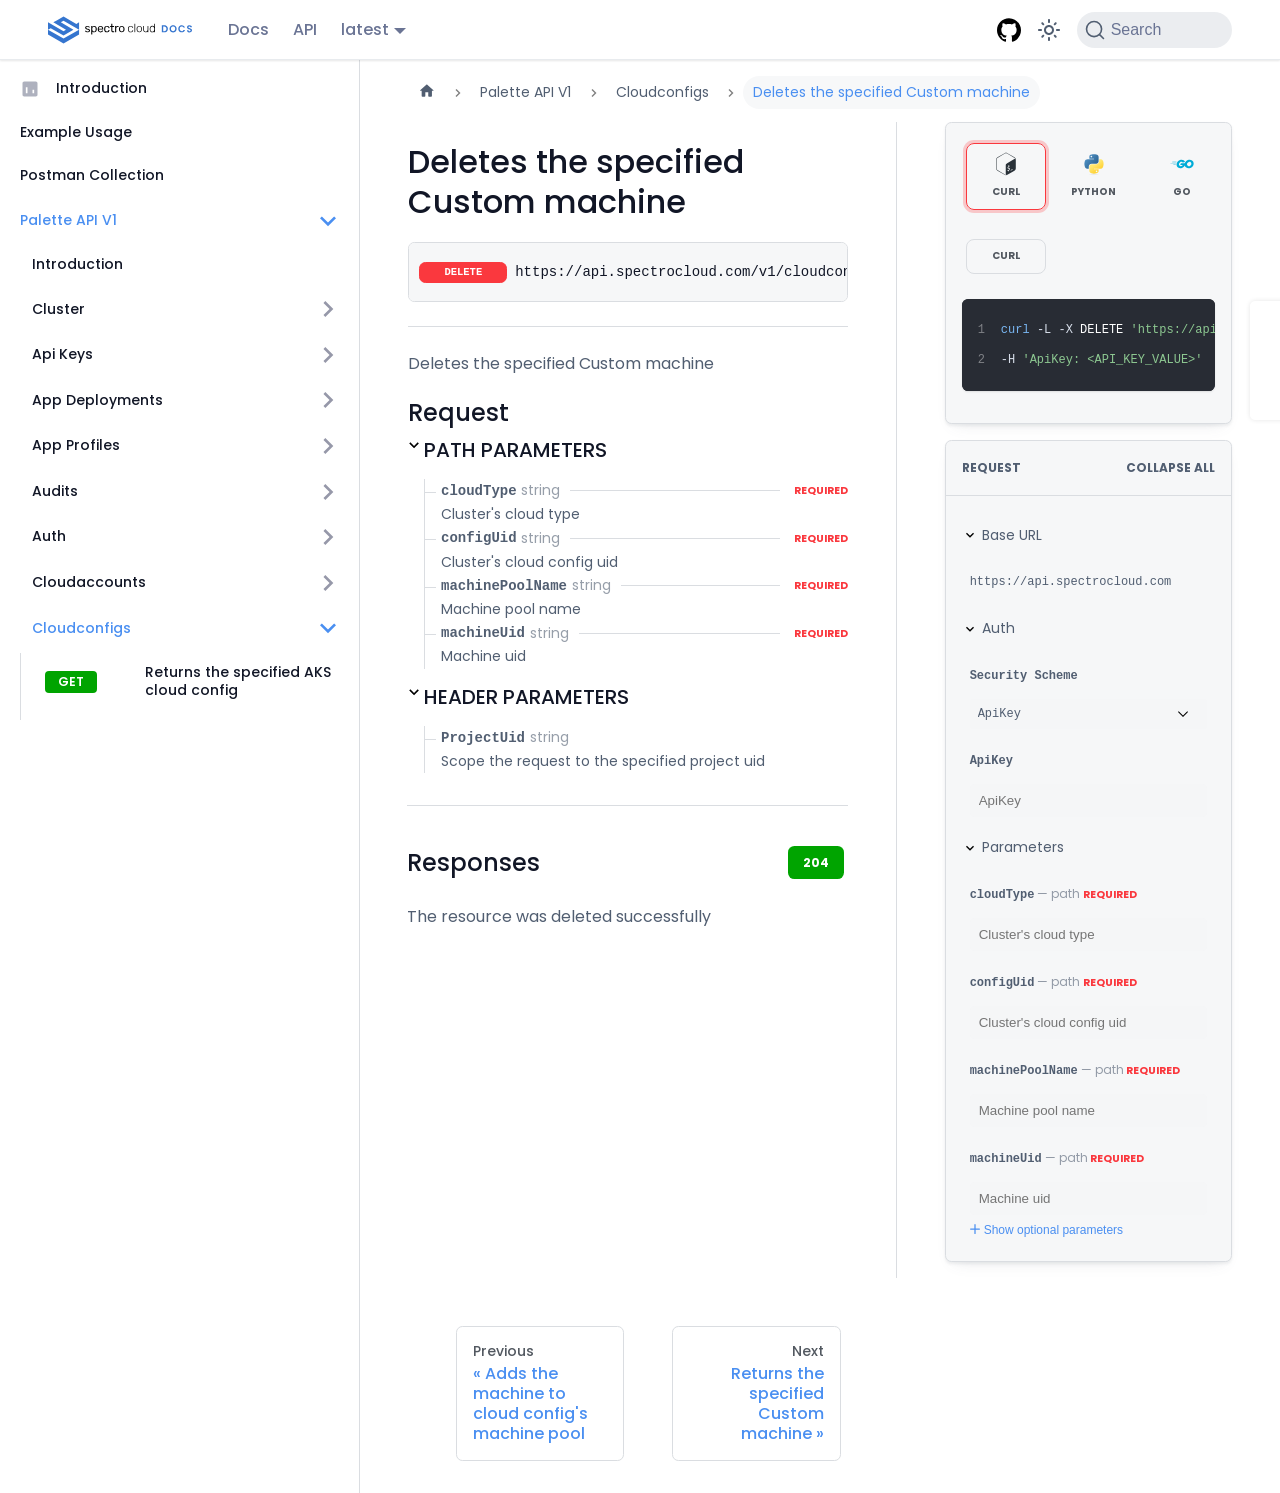 spectro cloud DOCS
Docs
API
latest
Search
Introduction
Example Usage
Postman Collection
Palette API V1
Introduction
Cluster
Api Keys
App Deployments
App Profiles
Audits
Auth
Cloudaccounts
Cloudconfigs
GET
Returns the specified AKS
cloud config
Palette API V1
Cloudconfigs
Deletes the specified Custom machine
Deletes the specified
Custom machine
DELETE https://api.spectrocloud.com/v1/cloudcon
Deletes the specified Custom machine
Request
PATH PARAMETERS
cloudType string REQUIRED
Cluster's cloud type
configUid string REQUIRED
Cluster's cloud config uid
machinePoolName string REQUIRED
Machine pool name
machineUid string REQUIRED
Machine uid
HEADER PARAMETERS
ProjectUid string
Scope the request to the specified project uid
Responses
204
The resource was deleted successfully
CURL
PYTHON
GO
CURL
1 curl -L -X DELETE 'https://api
2 -H 'ApiKey: <API_KEY_VALUE>'
REQUEST
COLLAPSE ALL
Base URL
https://api.spectrocloud.com
Auth
Security Scheme
ApiKey
ApiKey
ApiKey
Parameters
cloudType — path REQUIRED
Cluster's cloud type
configUid — path REQUIRED
Cluster's cloud config uid
machinePoolName — path REQUIRED
Machine pool name
machineUid — path REQUIRED
Machine uid
Show optional parameters
Previous
« Adds the
machine to
cloud config's
machine pool
Next
Returns the
specified
Custom
machine »